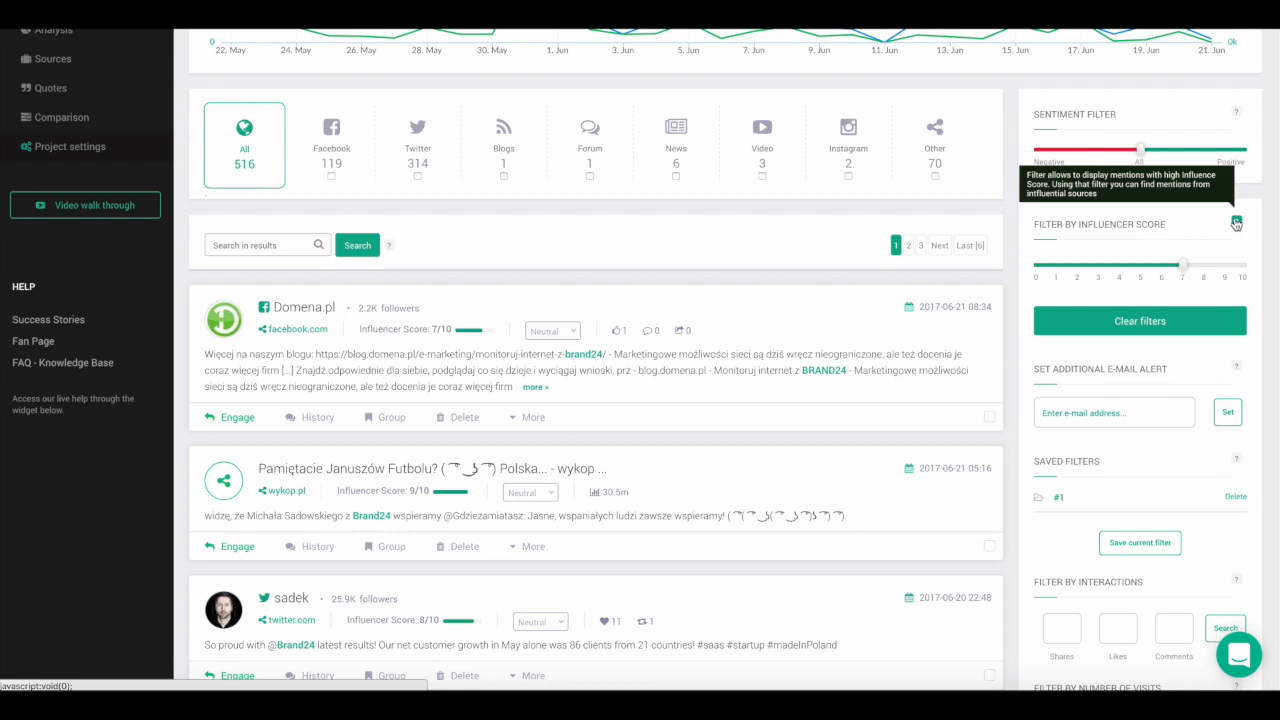 Analysis
Sources
Quotes
Comparison
Project settings
Video walk through
HELP
Success Stories
Fan Page
FAQ - Knowledge Base
Access our live help through the
widget below.
javascript:void(0);
0
0k
22. May 24. May 26. May 28. May 30. May 1. Jun 3. Jun 5. Jun 7. Jun 9. Jun 11. Jun 13. Jun 15. Jun 17. Jun 19. Jun 21. Jun
All Facebook Twitter Blogs Forum News Video Instagram Other
516 119 314 1 1 6 3 2 70
Search in results Search ? 1 2 3 Next Last [6]
Domena.pl • 2.2K followers 2017-06-21 08:34
facebook.com Influencer Score: 7/10 Neutral 1 0 0
Więcej na naszym blogu: https://blog.domena.pl/e-marketing/monitoruj-internet-z-brand24/ - Marketingowe możliwości sieci są dziś wręcz nieograniczone, ale też docenia je
coraz więcej firm [...] Znajdź odpowiednie dla siebie, podglądaj co się dzieje i wyciągaj wnioski, prz - blog.domena.pl - Monitoruj internet z BRAND24 - Marketingowe możliwości
sieci są dziś wręcz nieograniczone, ale też docenia je coraz więcej firm more »
Engage History Group Delete More
Pamiętacie Januszów Futbolu? ( ͡° ͜ʖ ͡°) Polska... - wykop ... 2017-06-21 05:16
wykop.pl Influencer Score: 9/10 Neutral 30.5m
widzę, że Michała Sadowskiego z Brand24 wspieramy @Gdziezamiatasz: Jasne, wspaniałych ludzi zawsze wspieramy!
Engage History Group Delete More
sadek • 25.9K followers 2017-06-20 22:48
twitter.com Influencer Score: 8/10 Neutral 11 1
So proud with @Brand24 latest results! Our net customer growth in May alone was 86 clients from 21 countries! #saas #startup #madeInPoland
Engage History Group Delete More
SENTIMENT FILTER ?
Negative All Positive
Filter allows to display mentions with high Influence
Score. Using that filter you can find mentions from
intfluential sources
FILTER BY INFLUENCER SCORE
0 1 2 3 4 5 6 7 8 9 10
Clear filters
SET ADDITIONAL E-MAIL ALERT ?
Enter e-mail address... Set
SAVED FILTERS ?
#1 Delete
Save current filter
FILTER BY INTERACTIONS ?
Search
Shares Likes Comments
FILTER BY NUMBER OF VISITS ?